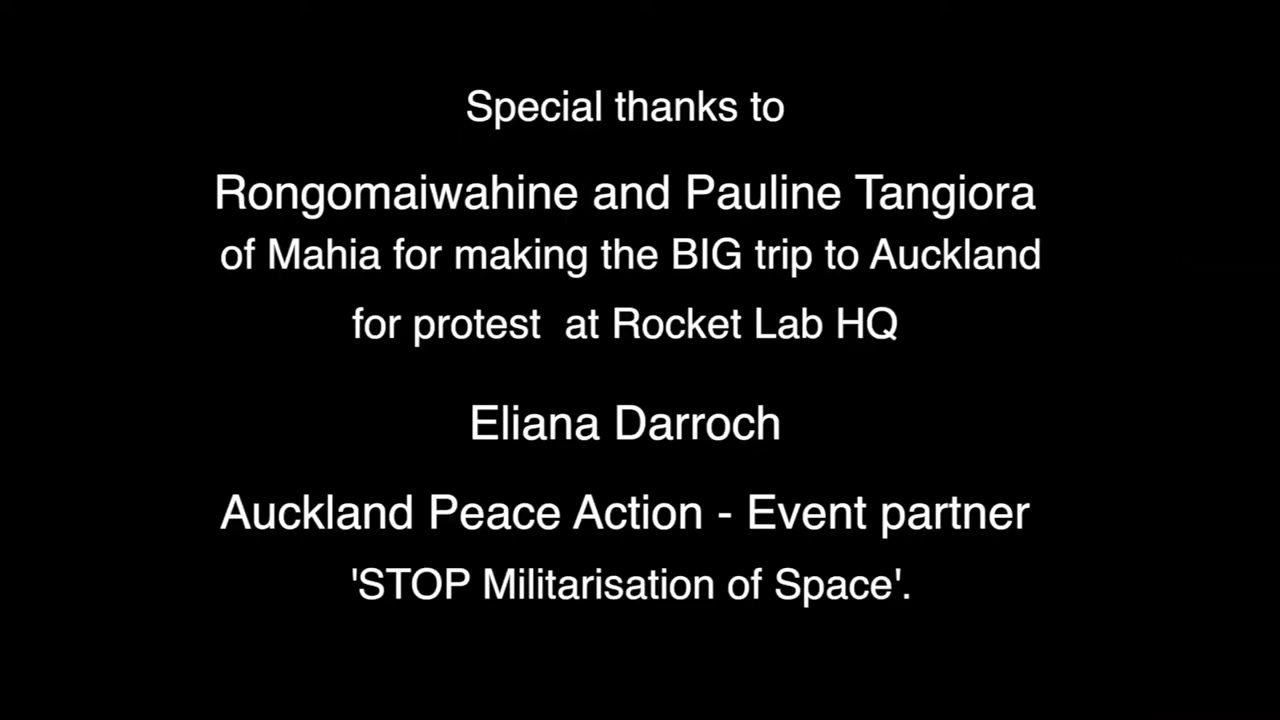 Special thanks to
Rongomaiwahine and Pauline Tangiora
of Mahia for making the BIG trip to Auckland
for protest  at Rocket Lab HQ
Eliana Darroch
Auckland Peace Action - Event partner
'STOP Militarisation of Space'.